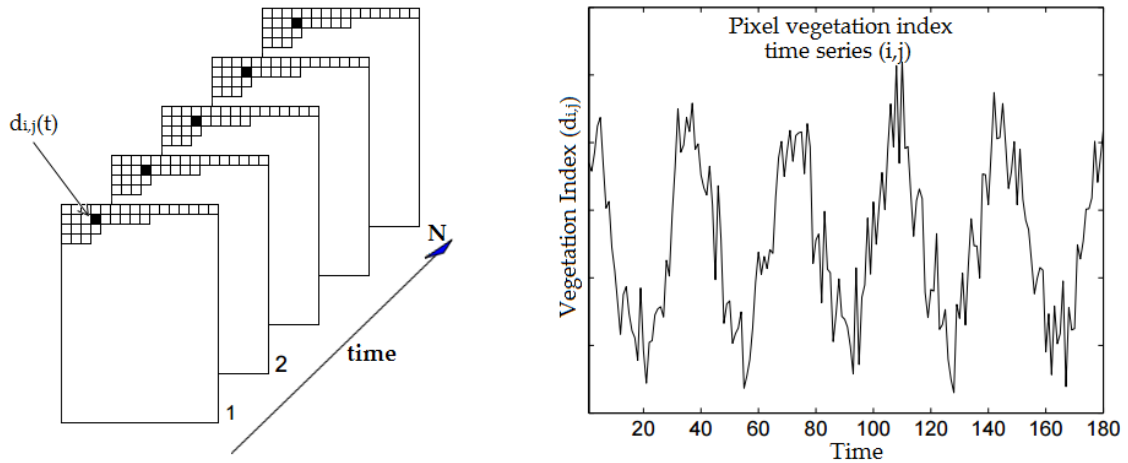 di,j(t)
N
time
2
1
Pixel vegetation index
time series (i,j)
Vegetation Index (di,j)
20 40 60 80 100 120 140 160 180
Time